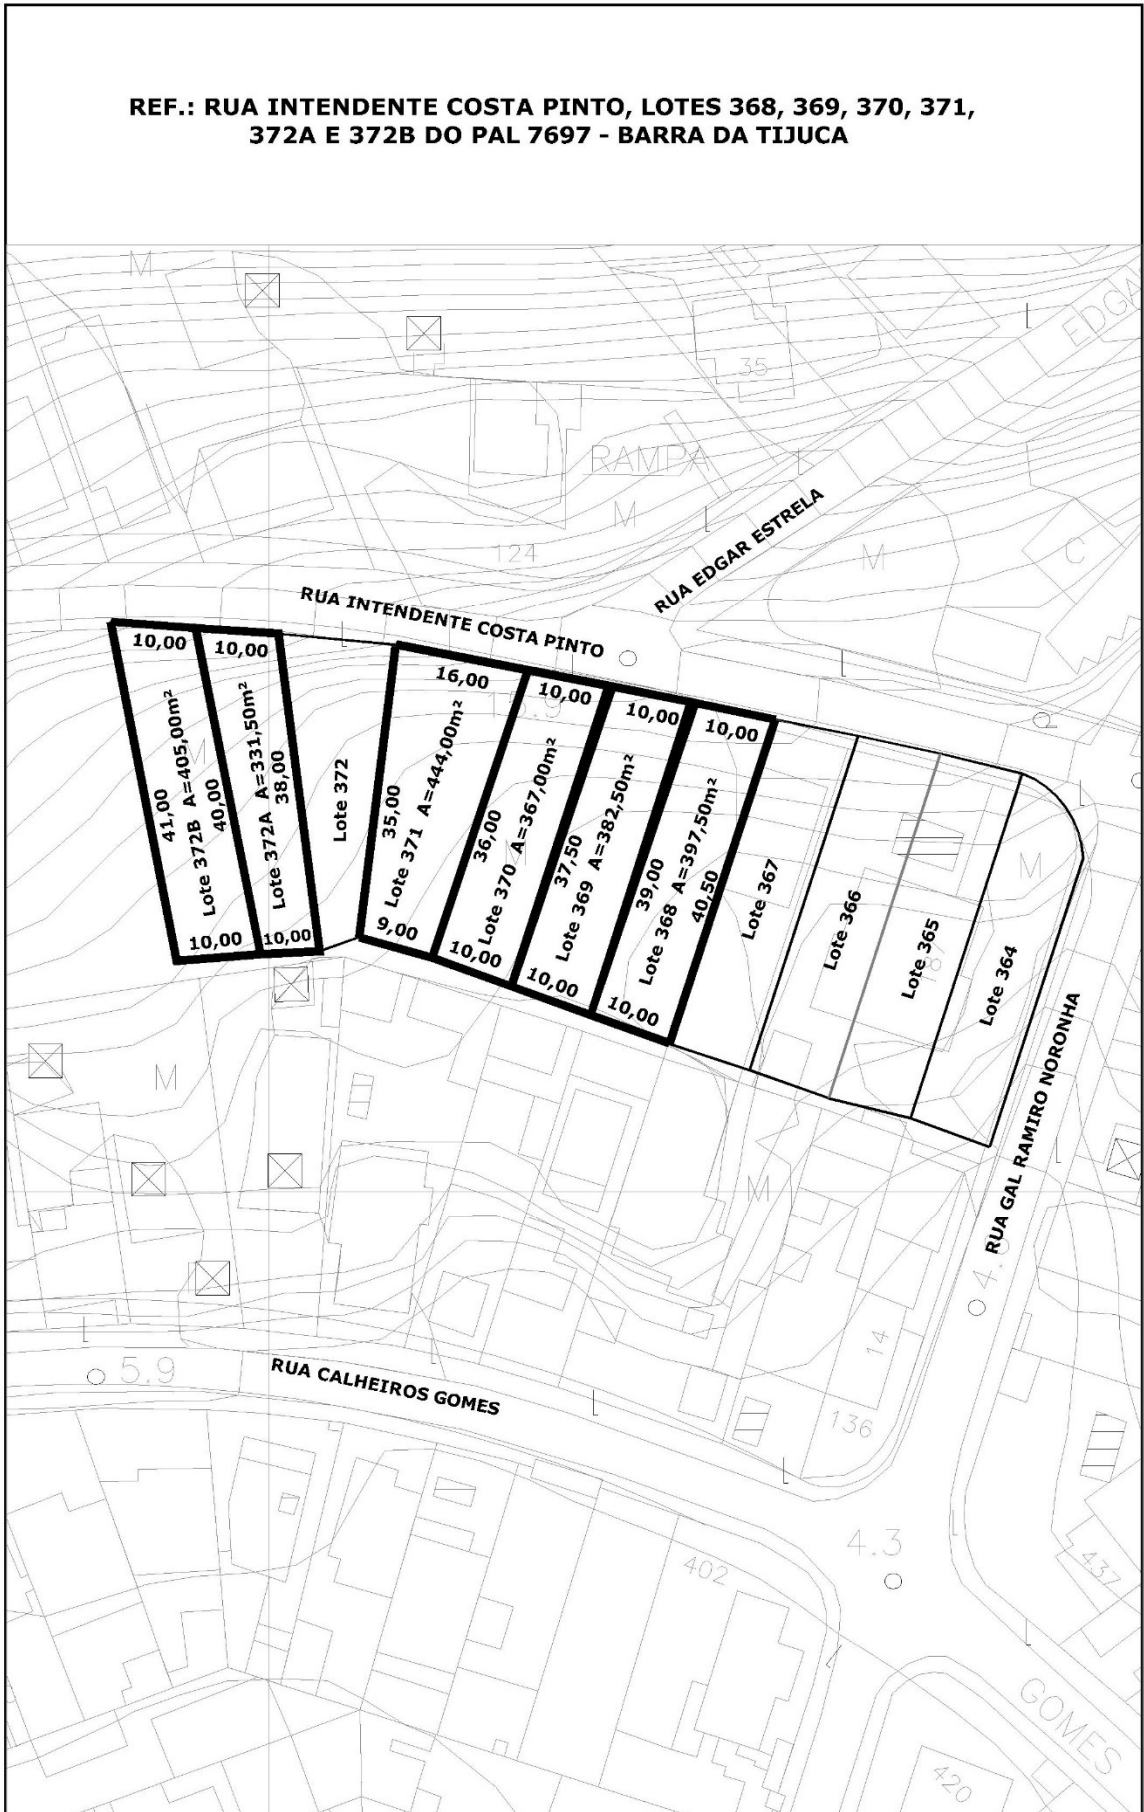 REF.: RUA INTENDENTE COSTA PINTO, LOTES 368, 369, 370, 371,
372A E 372B DO PAL 7697 - BARRA DA TIJUCA
M
EDGA
35
RAMPA
M
RUA EDGAR ESTRELA
M
C
124
RUA INTENDENTE COSTA PINTO
10,00
10,00
16,00
10,00
10,00
10,00
41,00
Lote 372B A=405,00m²
40,00
Lote 372A A=331,50m²
38,00
Lote 372
35,00
Lote 371 A=444,00m²
36,00
Lote 370 A=367,00m²
37,50
Lote 369 A=382,50m²
39,00
Lote 368 A=397,50m²
40,50
Lote 367
Lote 366
Lote 365
Lote 364
M
M
10,00
10,00
9,00
10,00
10,00
10,00
RUA GAL RAMIRO NORONHA
M
M
14
5.9
RUA CALHEIROS GOMES
136
4.3
402
437
GOMES
420